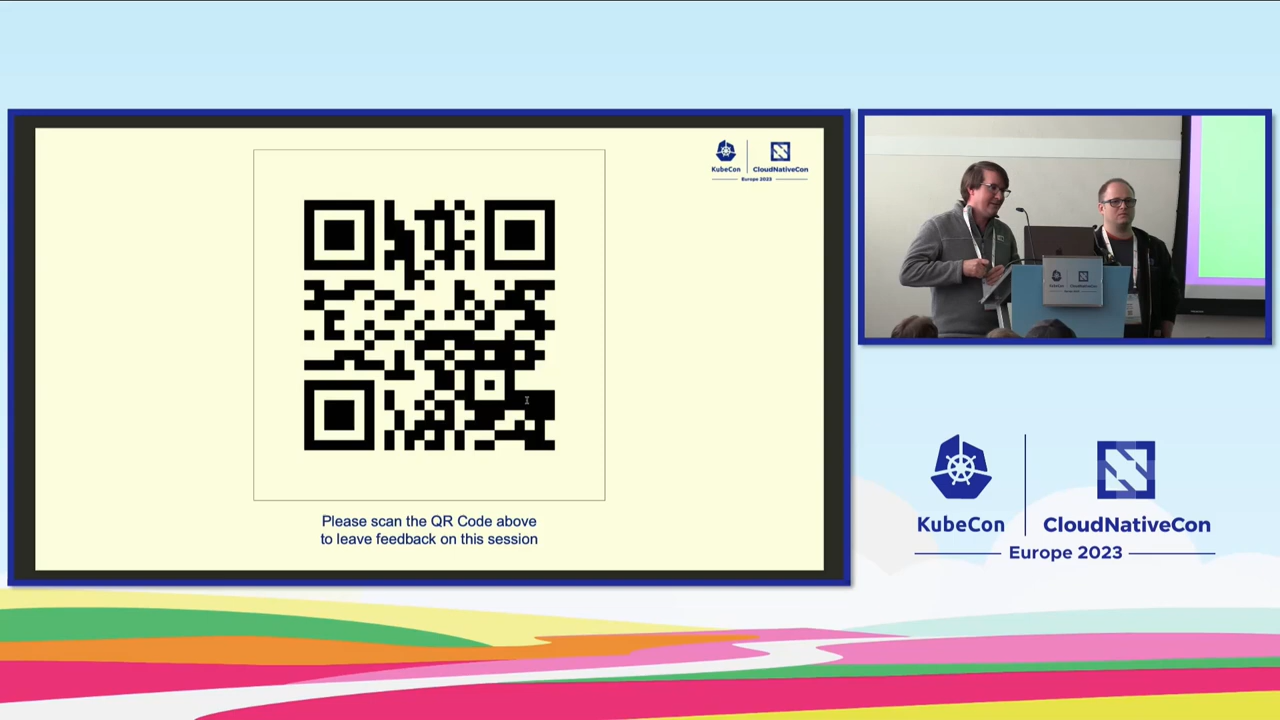 KubeCon
CloudNativeCon
Europe 2023
Please scan the QR Code above
to leave feedback on this session
KubeCon
CloudNativeCon
Europe 2023